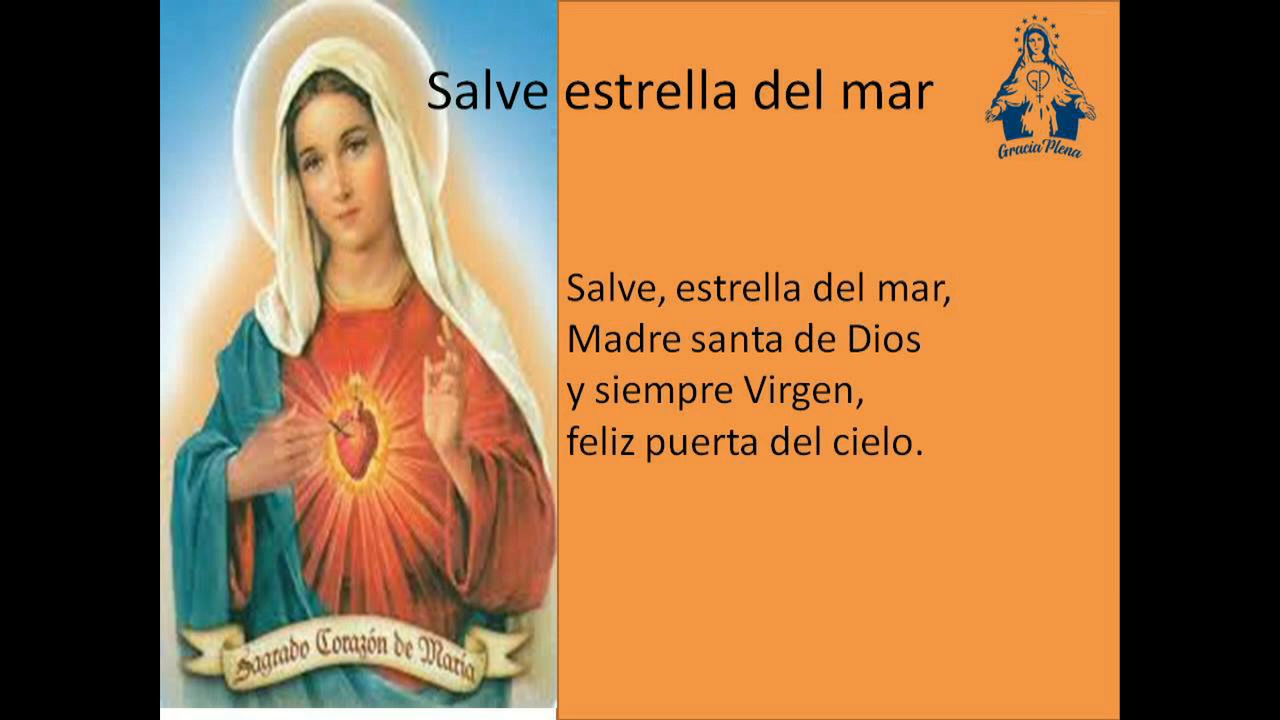 Salve estrella del mar
Gracia Plena
Salve, estrella del mar,
Madre santa de Dios
y siempre Virgen,
feliz puerta del cielo.
Sagrado Corazón de María